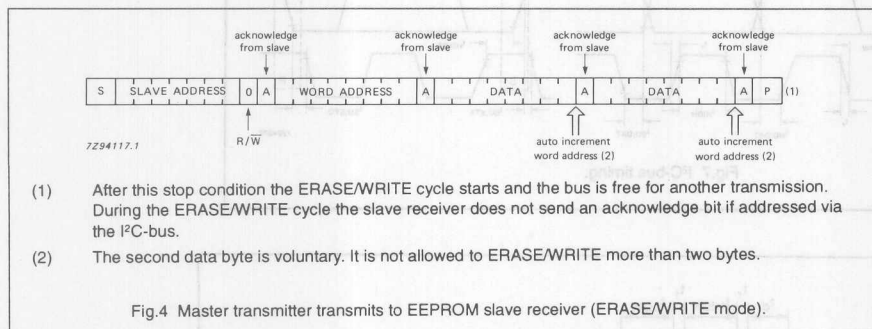 acknowledge from slave
acknowledge from slave
acknowledge from slave
acknowledge from slave
S SLAVE ADDRESS 0 A WORD ADDRESS A DATA A DATA A P (1)
R/W̅
auto increment word address (2)
auto increment word address (2)
7Z94117.1
(1) After this stop condition the ERASE/WRITE cycle starts and the bus is free for another transmission.
During the ERASE/WRITE cycle the slave receiver does not send an acknowledge bit if addressed via
the I²C-bus.
(2) The second data byte is voluntary. It is not allowed to ERASE/WRITE more than two bytes.
Fig.4 Master transmitter transmits to EEPROM slave receiver (ERASE/WRITE mode).